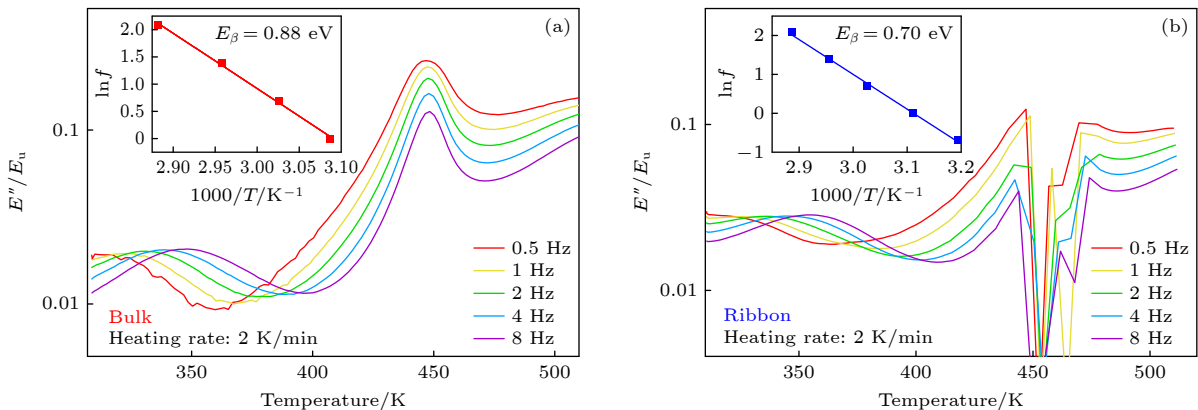 (a)
E_β = 0.88 eV
2.0
1.5
1.0
0.5
0
ln f
2.90 2.95 3.00 3.05 3.10
1000/T/K⁻¹
0.1
0.01
E″/E_u
0.5 Hz
1 Hz
2 Hz
4 Hz
8 Hz
Bulk
Heating rate: 2 K/min
350 400 450 500
Temperature/K
(b)
E_β = 0.70 eV
2
1
0
−1
ln f
2.9 3.0 3.1 3.2
1000/T/K⁻¹
0.1
0.01
E″/E_u
0.5 Hz
1 Hz
2 Hz
4 Hz
8 Hz
Ribbon
Heating rate: 2 K/min
350 400 450 500
Temperature/K